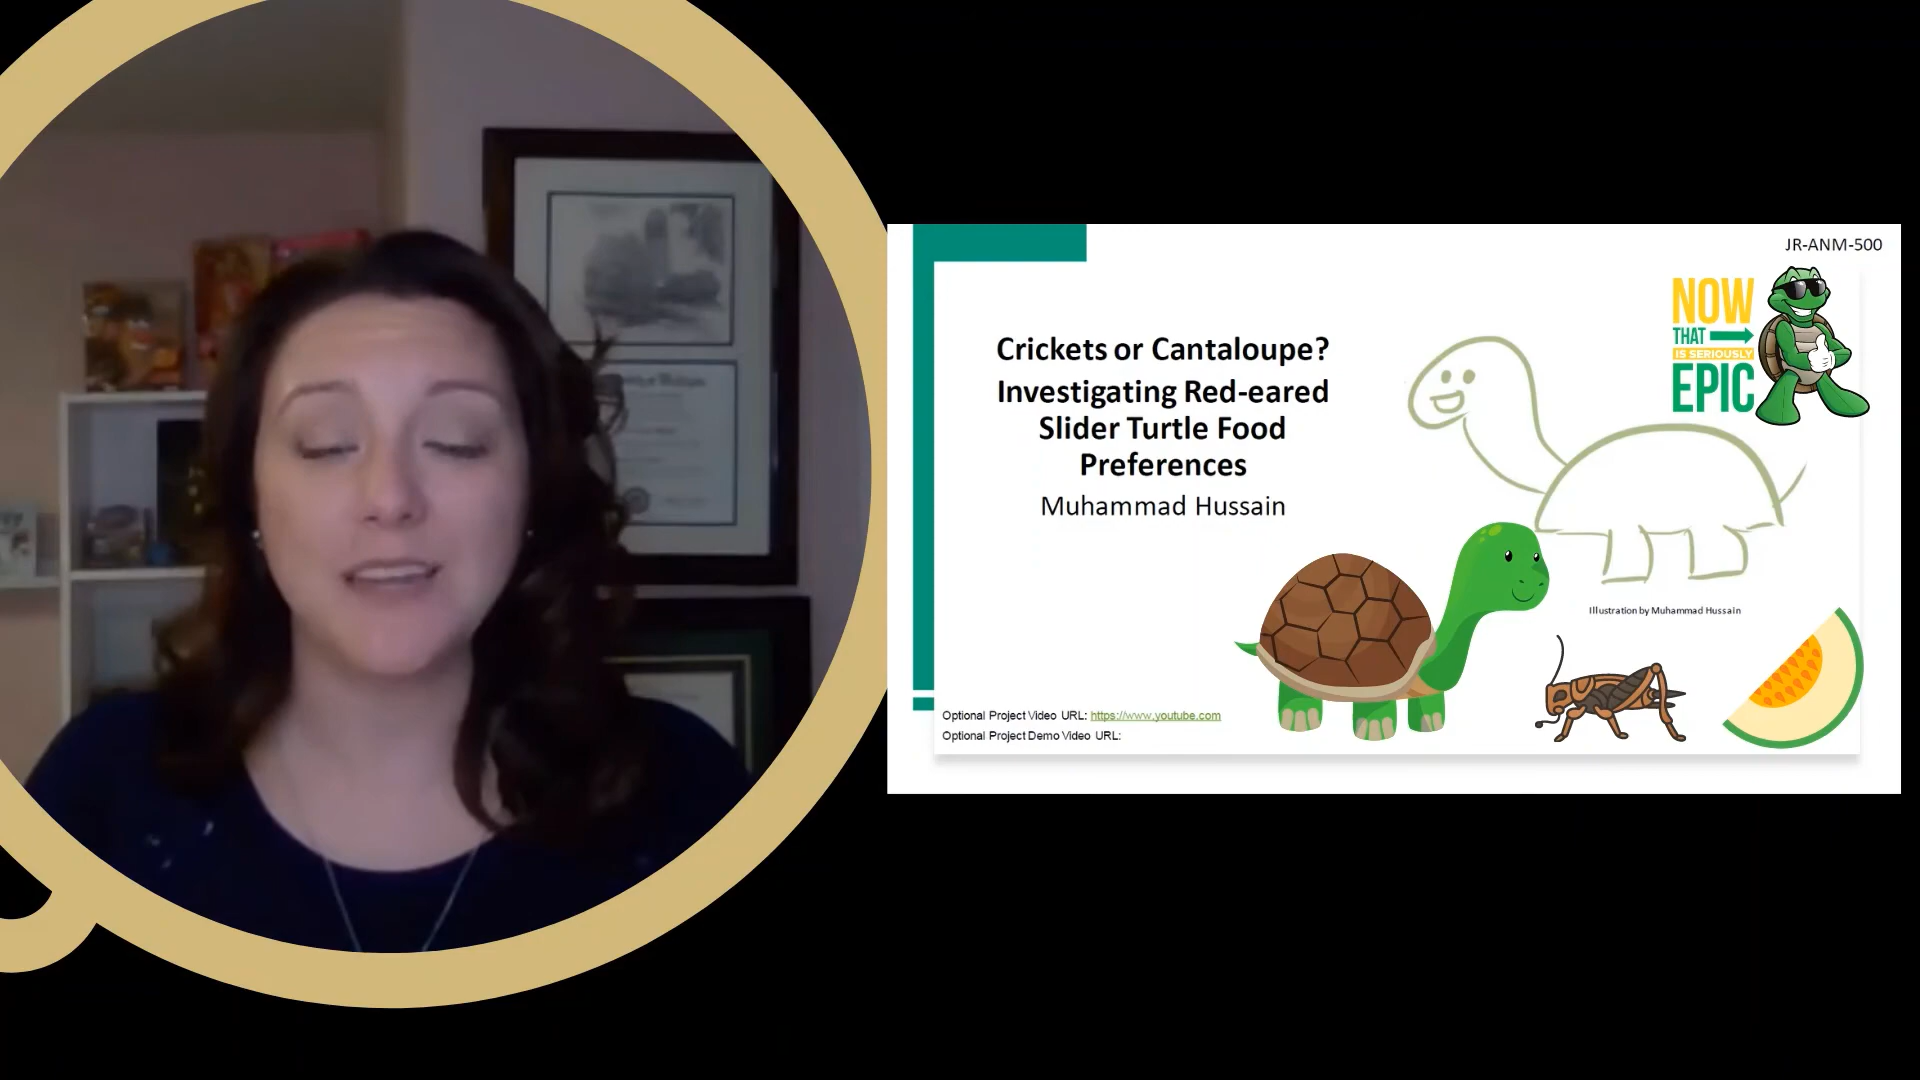 JR-ANM-500
NOW
THAT
IS SERIOUSLY
EPIC
Crickets or Cantaloupe?
Investigating Red-eared
Slider Turtle Food
Preferences
Muhammad Hussain
Illustration by Muhammad Hussain
Optional Project Video URL: https://www.youtube.com
Optional Project Demo Video URL: